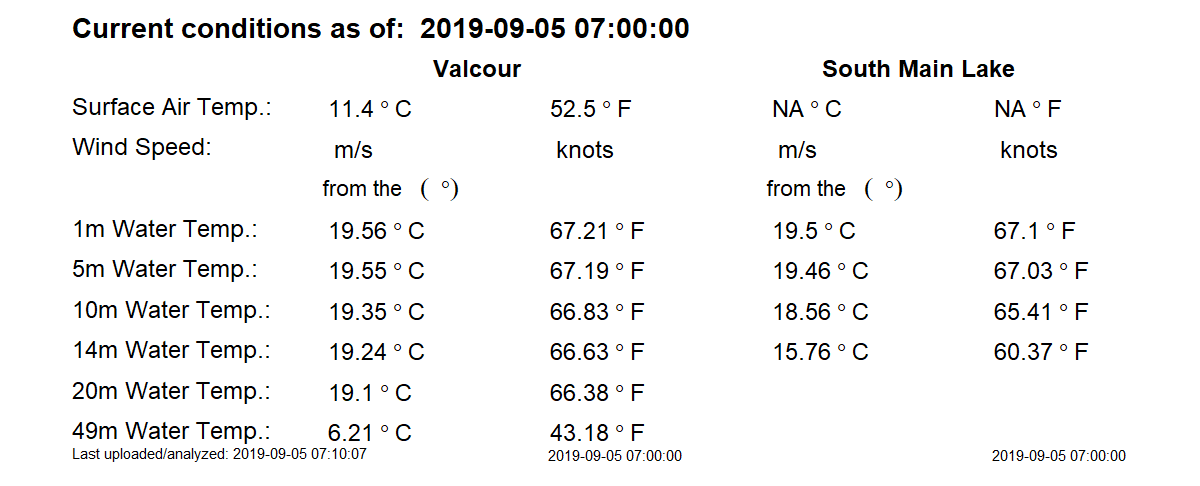 Current conditions as of: 2019-09-05 07:00:00
Valcour South Main Lake
Surface Air Temp.: 11.4 ° C 52.5 ° F NA ° C NA ° F
Wind Speed: m/s knots m/s knots
from the ( °) from the ( °)
1m Water Temp.: 19.56 ° C 67.21 ° F 19.5 ° C 67.1 ° F
5m Water Temp.: 19.55 ° C 67.19 ° F 19.46 ° C 67.03 ° F
10m Water Temp.: 19.35 ° C 66.83 ° F 18.56 ° C 65.41 ° F
14m Water Temp.: 19.24 ° C 66.63 ° F 15.76 ° C 60.37 ° F
20m Water Temp.: 19.1 ° C 66.38 ° F
49m Water Temp.: 6.21 ° C 43.18 ° F
Last uploaded/analyzed: 2019-09-05 07:10:07 2019-09-05 07:00:00 2019-09-05 07:00:00